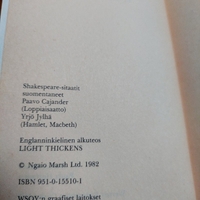 Shakespeare-sitaatit
suomentaneet
Paavo Cajander
(Loppiaisaatto)
Yrjö Jylhä
(Hamlet, Macbeth)
Englanninkielinen alkuteos
LIGHT THICKENS
© Ngaio Marsh Ltd. 1982
ISBN 951-0-15510-1
WSOY:n graafiset laitokset